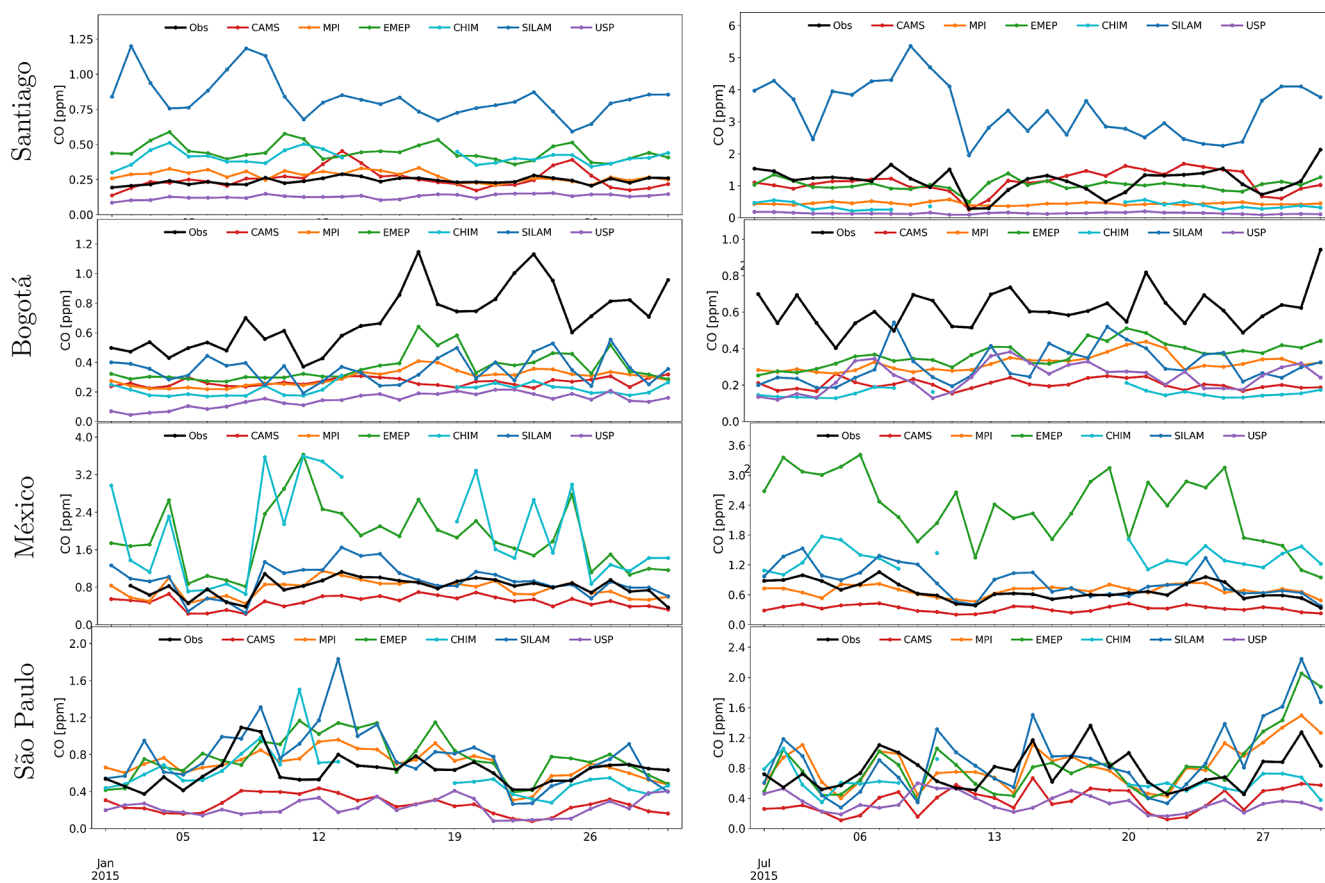 Santiago
CO [ppm]
1.25
1.00
0.75
0.50
0.25
0.00
Obs CAMS MPI EMEP CHIM SILAM USP
CO [ppm]
6
5
4
3
2
1
0
Obs CAMS MPI EMEP CHIM SILAM USP
Bogotá
CO [ppm]
1.2
1.0
0.8
0.6
0.4
0.2
0.0
Obs CAMS MPI EMEP CHIM SILAM USP
CO [ppm]
1.0
0.8
0.6
0.4
0.2
0.0
Obs CAMS MPI EMEP CHIM SILAM USP
México
CO [ppm]
4.0
3.2
2.4
1.6
0.8
0.0
Obs CAMS MPI EMEP CHIM SILAM USP
CO [ppm]
3.6
3.0
2.4
1.8
1.2
0.6
0.0
Obs CAMS MPI EMEP CHIM SILAM USP
São Paulo
CO [ppm]
2.0
1.6
1.2
0.8
0.4
0.0
Obs CAMS MPI EMEP CHIM SILAM USP
05 12 19 26
Jan
2015
CO [ppm]
2.4
2.0
1.6
1.2
0.8
0.4
0.0
Obs CAMS MPI EMEP CHIM SILAM USP
06 13 20 27
Jul
2015